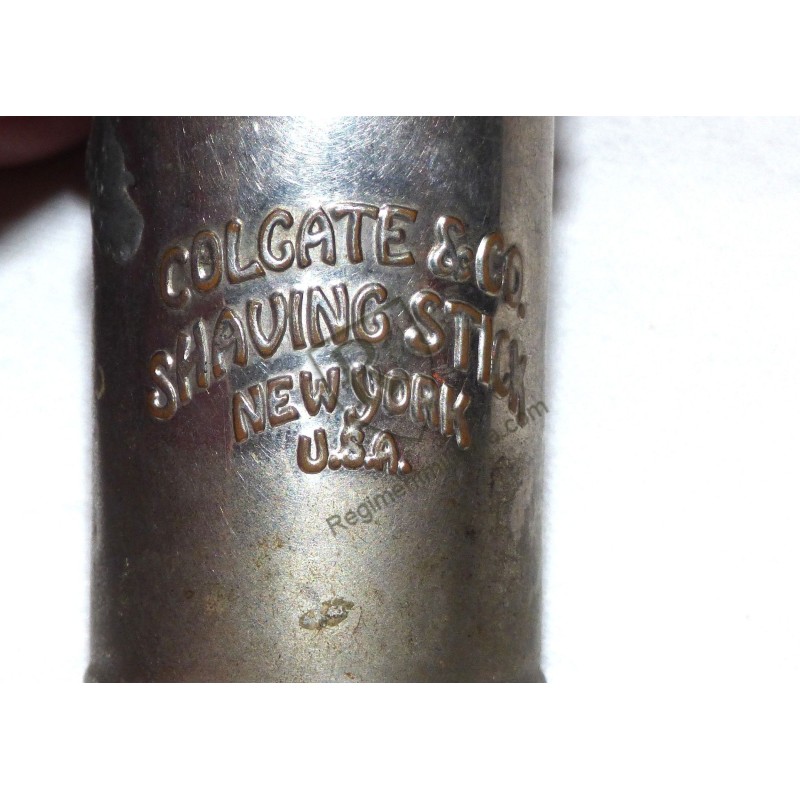 COLGATE & CO.
SHAVING STICK
NEW YORK
U.S.A.